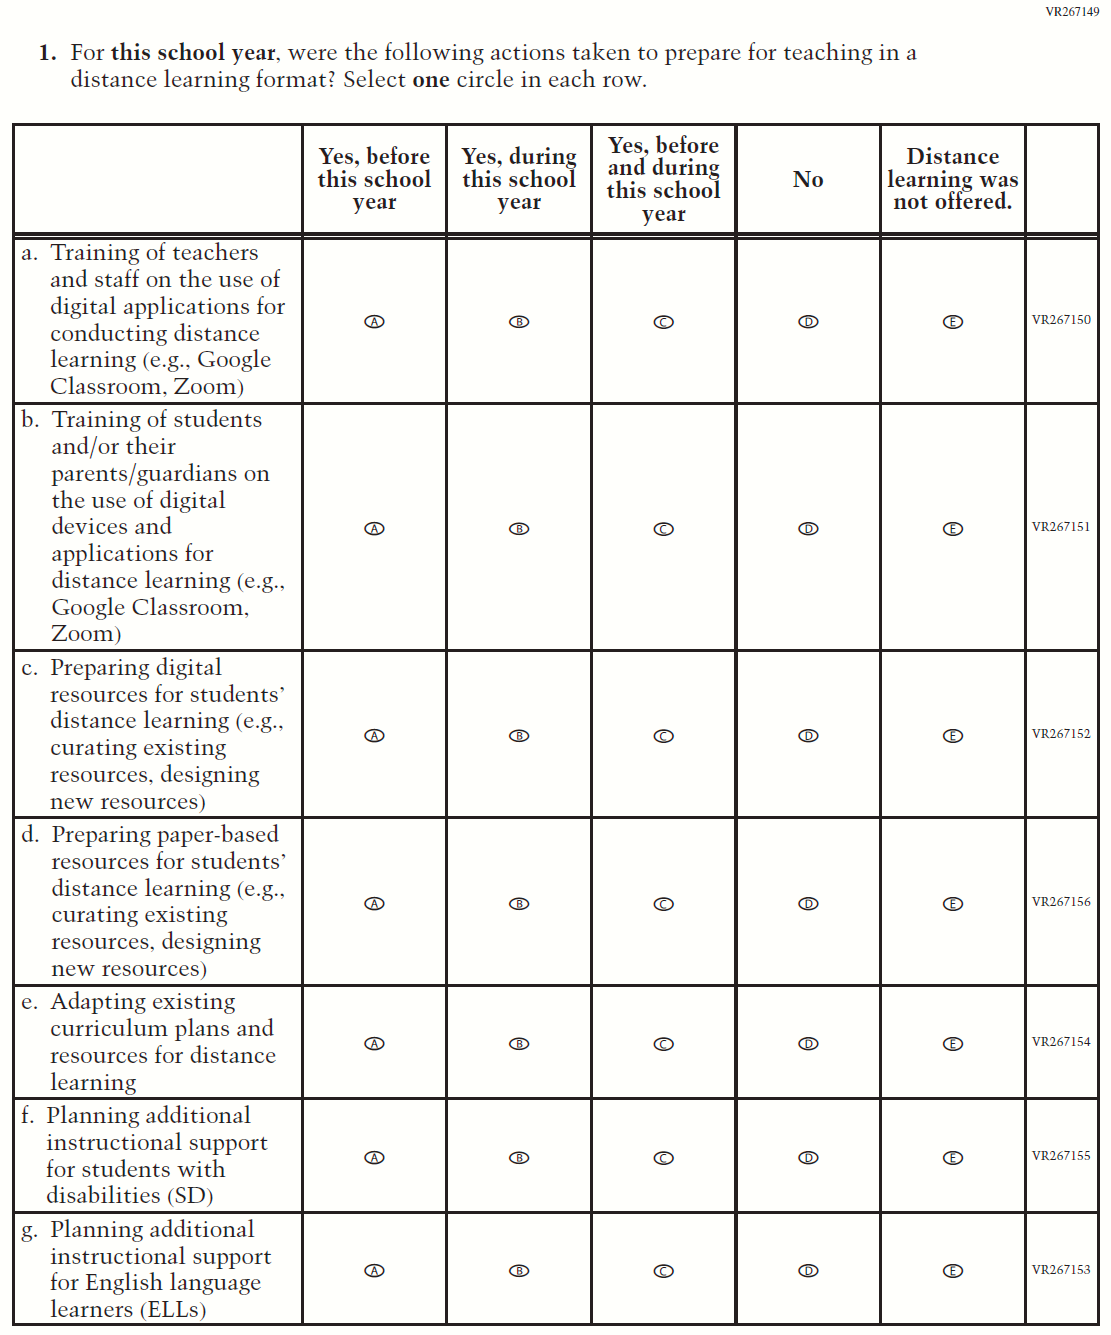 VR267149
1. For this school year, were the following actions taken to prepare for teaching in a
distance learning format? Select one circle in each row.
Yes, before
this school
year
Yes, during
this school
year
Yes, before
and during
this school
year
No
Distance
learning was
not offered.
a. Training of teachers
and staff on the use of
digital applications for
conducting distance
learning (e.g., Google
Classroom, Zoom)
A B C D E VR267150
b. Training of students
and/or their
parents/guardians on
the use of digital
devices and
applications for
distance learning (e.g.,
Google Classroom,
Zoom)
A B C D E VR267151
c. Preparing digital
resources for students’
distance learning (e.g.,
curating existing
resources, designing
new resources)
A B C D E VR267152
d. Preparing paper-based
resources for students’
distance learning (e.g.,
curating existing
resources, designing
new resources)
A B C D E VR267156
e. Adapting existing
curriculum plans and
resources for distance
learning
A B C D E VR267154
f. Planning additional
instructional support
for students with
disabilities (SD)
A B C D E VR267155
g. Planning additional
instructional support
for English language
learners (ELLs)
A B C D E VR267153